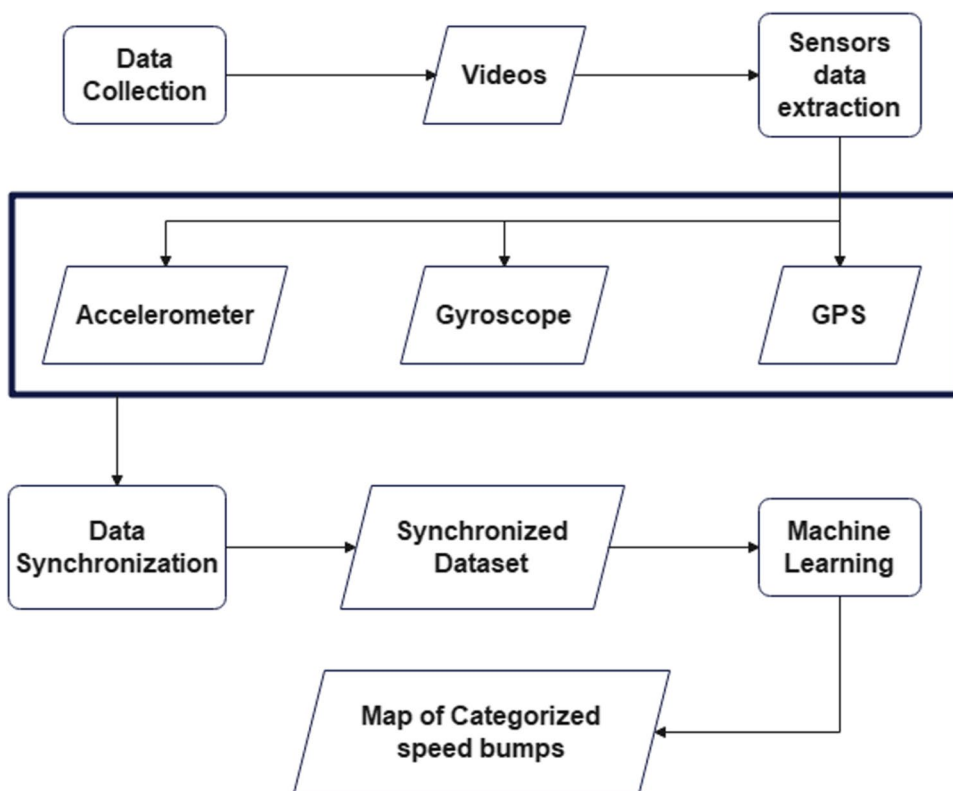 Data
Collection
Videos
Sensors
data
extraction
Accelerometer
Gyroscope
GPS
Data
Synchronization
Synchronized
Dataset
Machine
Learning
Map of Categorized
speed bumps